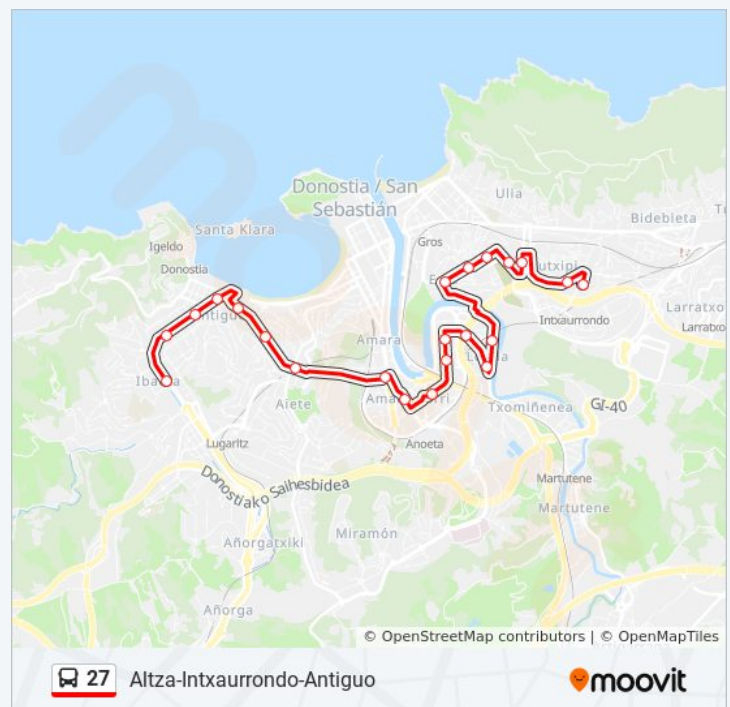 Donostia / San
Sebastián
Ulia
Bidebieta
Santa Klara
Gros
Igeldo
Donostia
utxipi
Intxaurrondo
Larratxo
Larratxo
Amara
Aiete
Txomiñenea
GI-40
Lugaritz
Anoeta
Donostiako Saihesbidea
Martutene
Martutene
Miramón
Añorgatxiki
Añorga
© OpenStreetMap contributors | © OpenMapTiles
27 Altza-Intxaurrondo-Antiguo
moovit